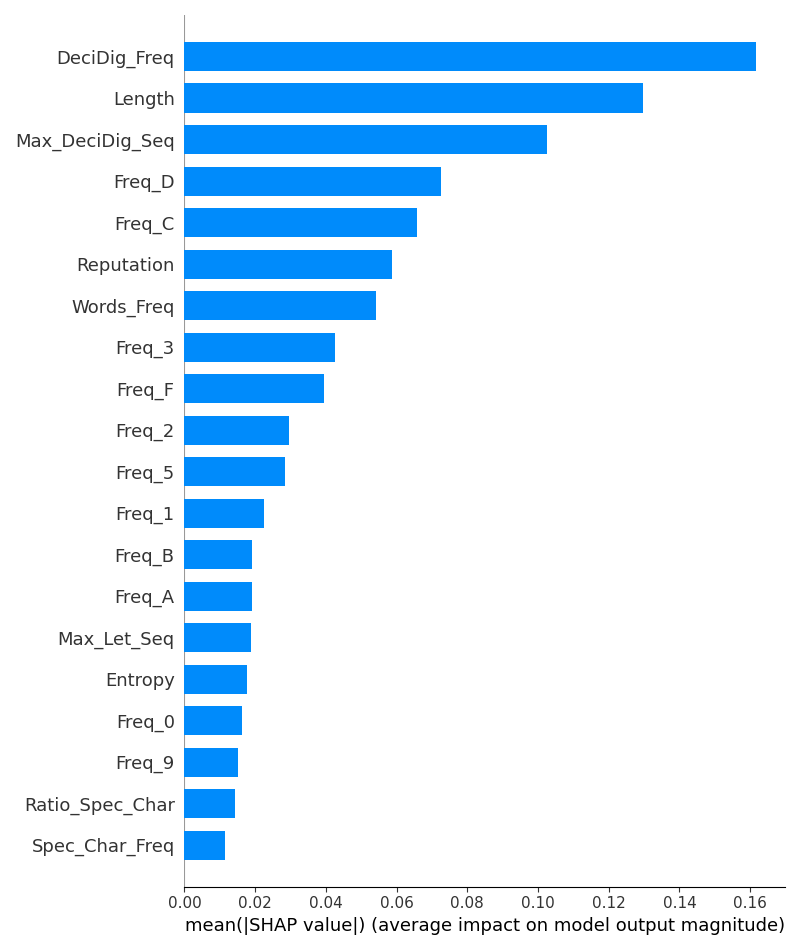 DeciDig_Freq
Length
Max_DeciDig_Seq
Freq_D
Freq_C
Reputation
Words_Freq
Freq_3
Freq_F
Freq_2
Freq_5
Freq_1
Freq_B
Freq_A
Max_Let_Seq
Entropy
Freq_0
Freq_9
Ratio_Spec_Char
Spec_Char_Freq
0.00 0.02 0.04 0.06 0.08 0.10 0.12 0.14 0.16
mean(|SHAP value|) (average impact on model output magnitude)